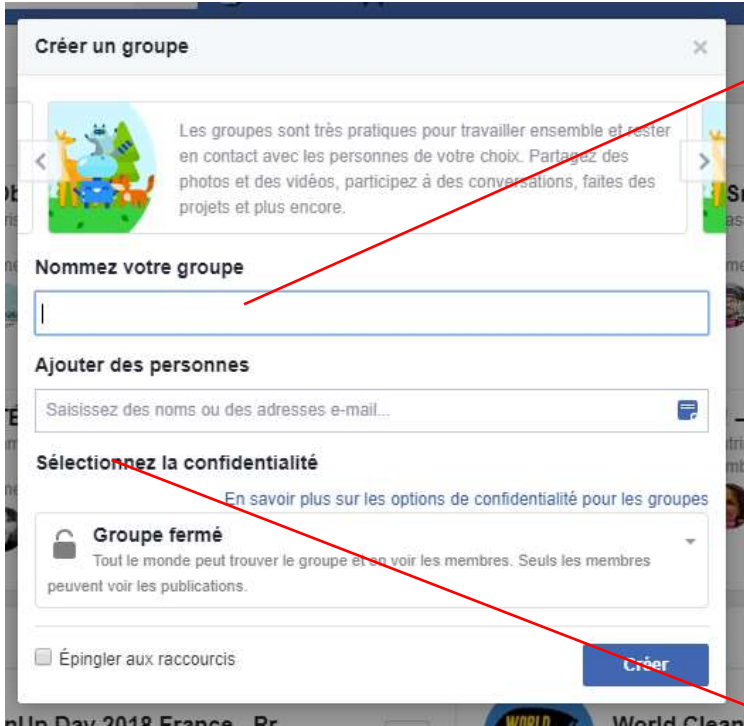 Créer un groupe
Les groupes sont très pratiques pour travailler ensemble et rester
en contact avec les personnes de votre choix. Partagez des
photos et des vidéos, participez á des conversations, faites des
projets et plus encore.
Nommez votre groupe
Ajouter des personnes
Saisissez des noms ou des adresses e-mail...
Sélectionnez la confidentialité
En savoir plus sur les options de confidentialité pour les groupes
Groupe fermé
Tout le monde peut trouver le groupe et en voir les membres. Seuls les membres
peuvent voir les publications.
Épingler aux raccourcis
Créer
Day 2018 France
WORLD
World